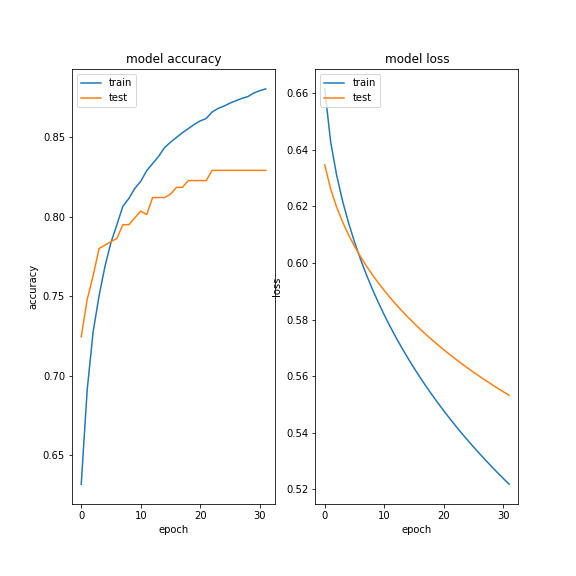 model accuracy
train
test
0.85
0.80
0.75
0.70
0.65
accuracy
0 10 20 30
epoch
model loss
train
test
0.66
0.64
0.62
0.60
0.58
0.56
0.54
0.52
loss
0 10 20 30
epoch